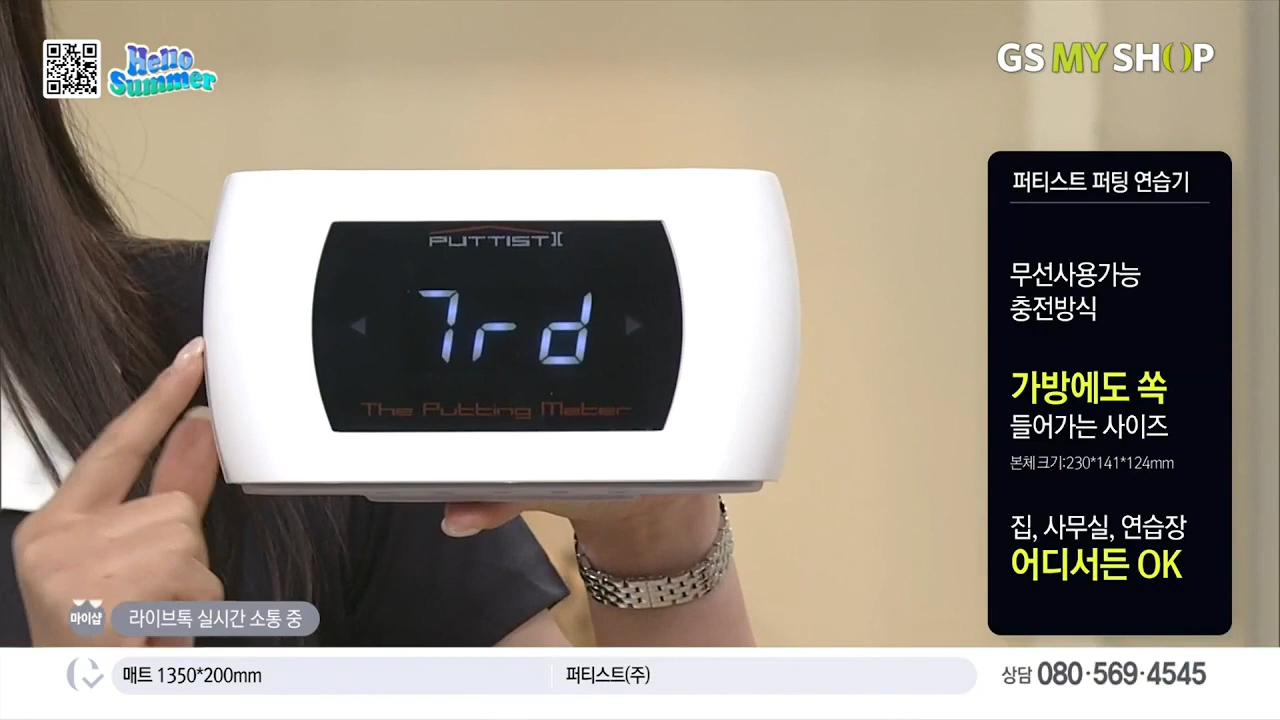 Hello
Summer
GS MY SHOP
퍼티스트 퍼팅 연습기
무선사용가능
충전방식
가방에도 쏙
들어가는 사이즈
본체 크기:230*141*124mm
집, 사무실, 연습장
어디서든 OK
PUTTIST II
7rd
The Putting Meter
마이샵
라이브톡 실시간 소통 중
매트 1350*200mm
퍼티스트(주)
상담 080·569·4545